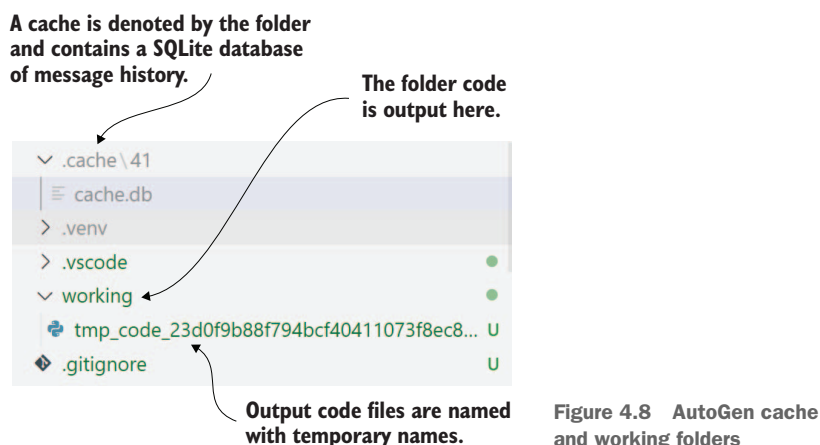 A cache is denoted by the folder
and contains a SQLite database
of message history.
The folder code
is output here.
.cache\41
cache.db
.venv
.vscode
working
tmp_code_23d0f9b88f794bcf40411073f8ec8... U
.gitignore U
Output code files are named
with temporary names.
Figure 4.8 AutoGen cache
and working folders